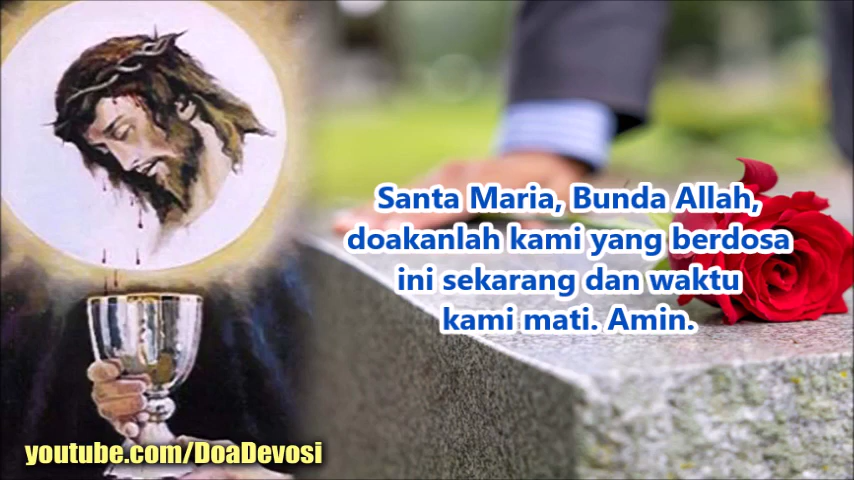 Santa Maria, Bunda Allah,
doakanlah kami yang berdosa
ini sekarang dan waktu
kami mati. Amin.
youtube.com/DoaDevosi